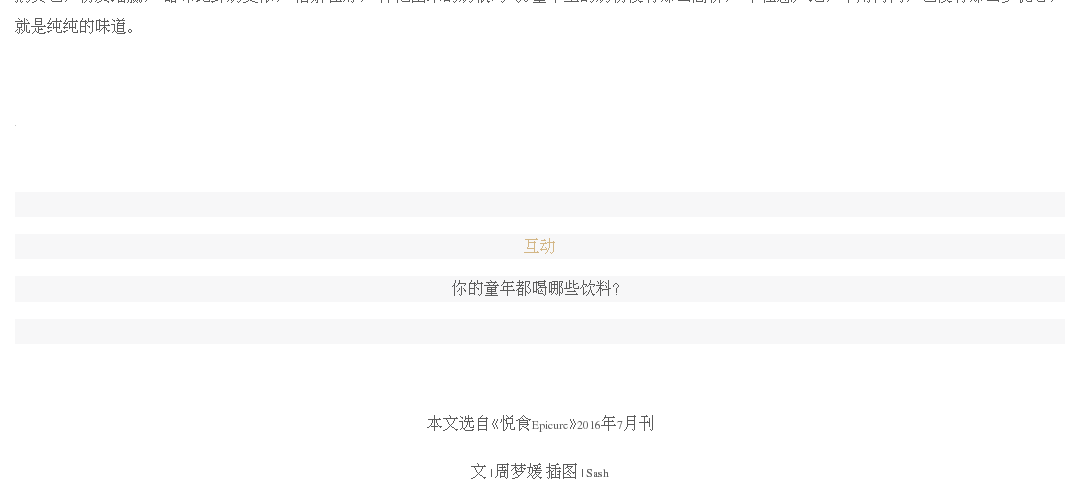 就是纯纯的味道。
互动
你的童年都喝哪些饮料?
本文选自《悦食Epicure》2016年7月刊
文 | 周梦媛 插图 | Sash